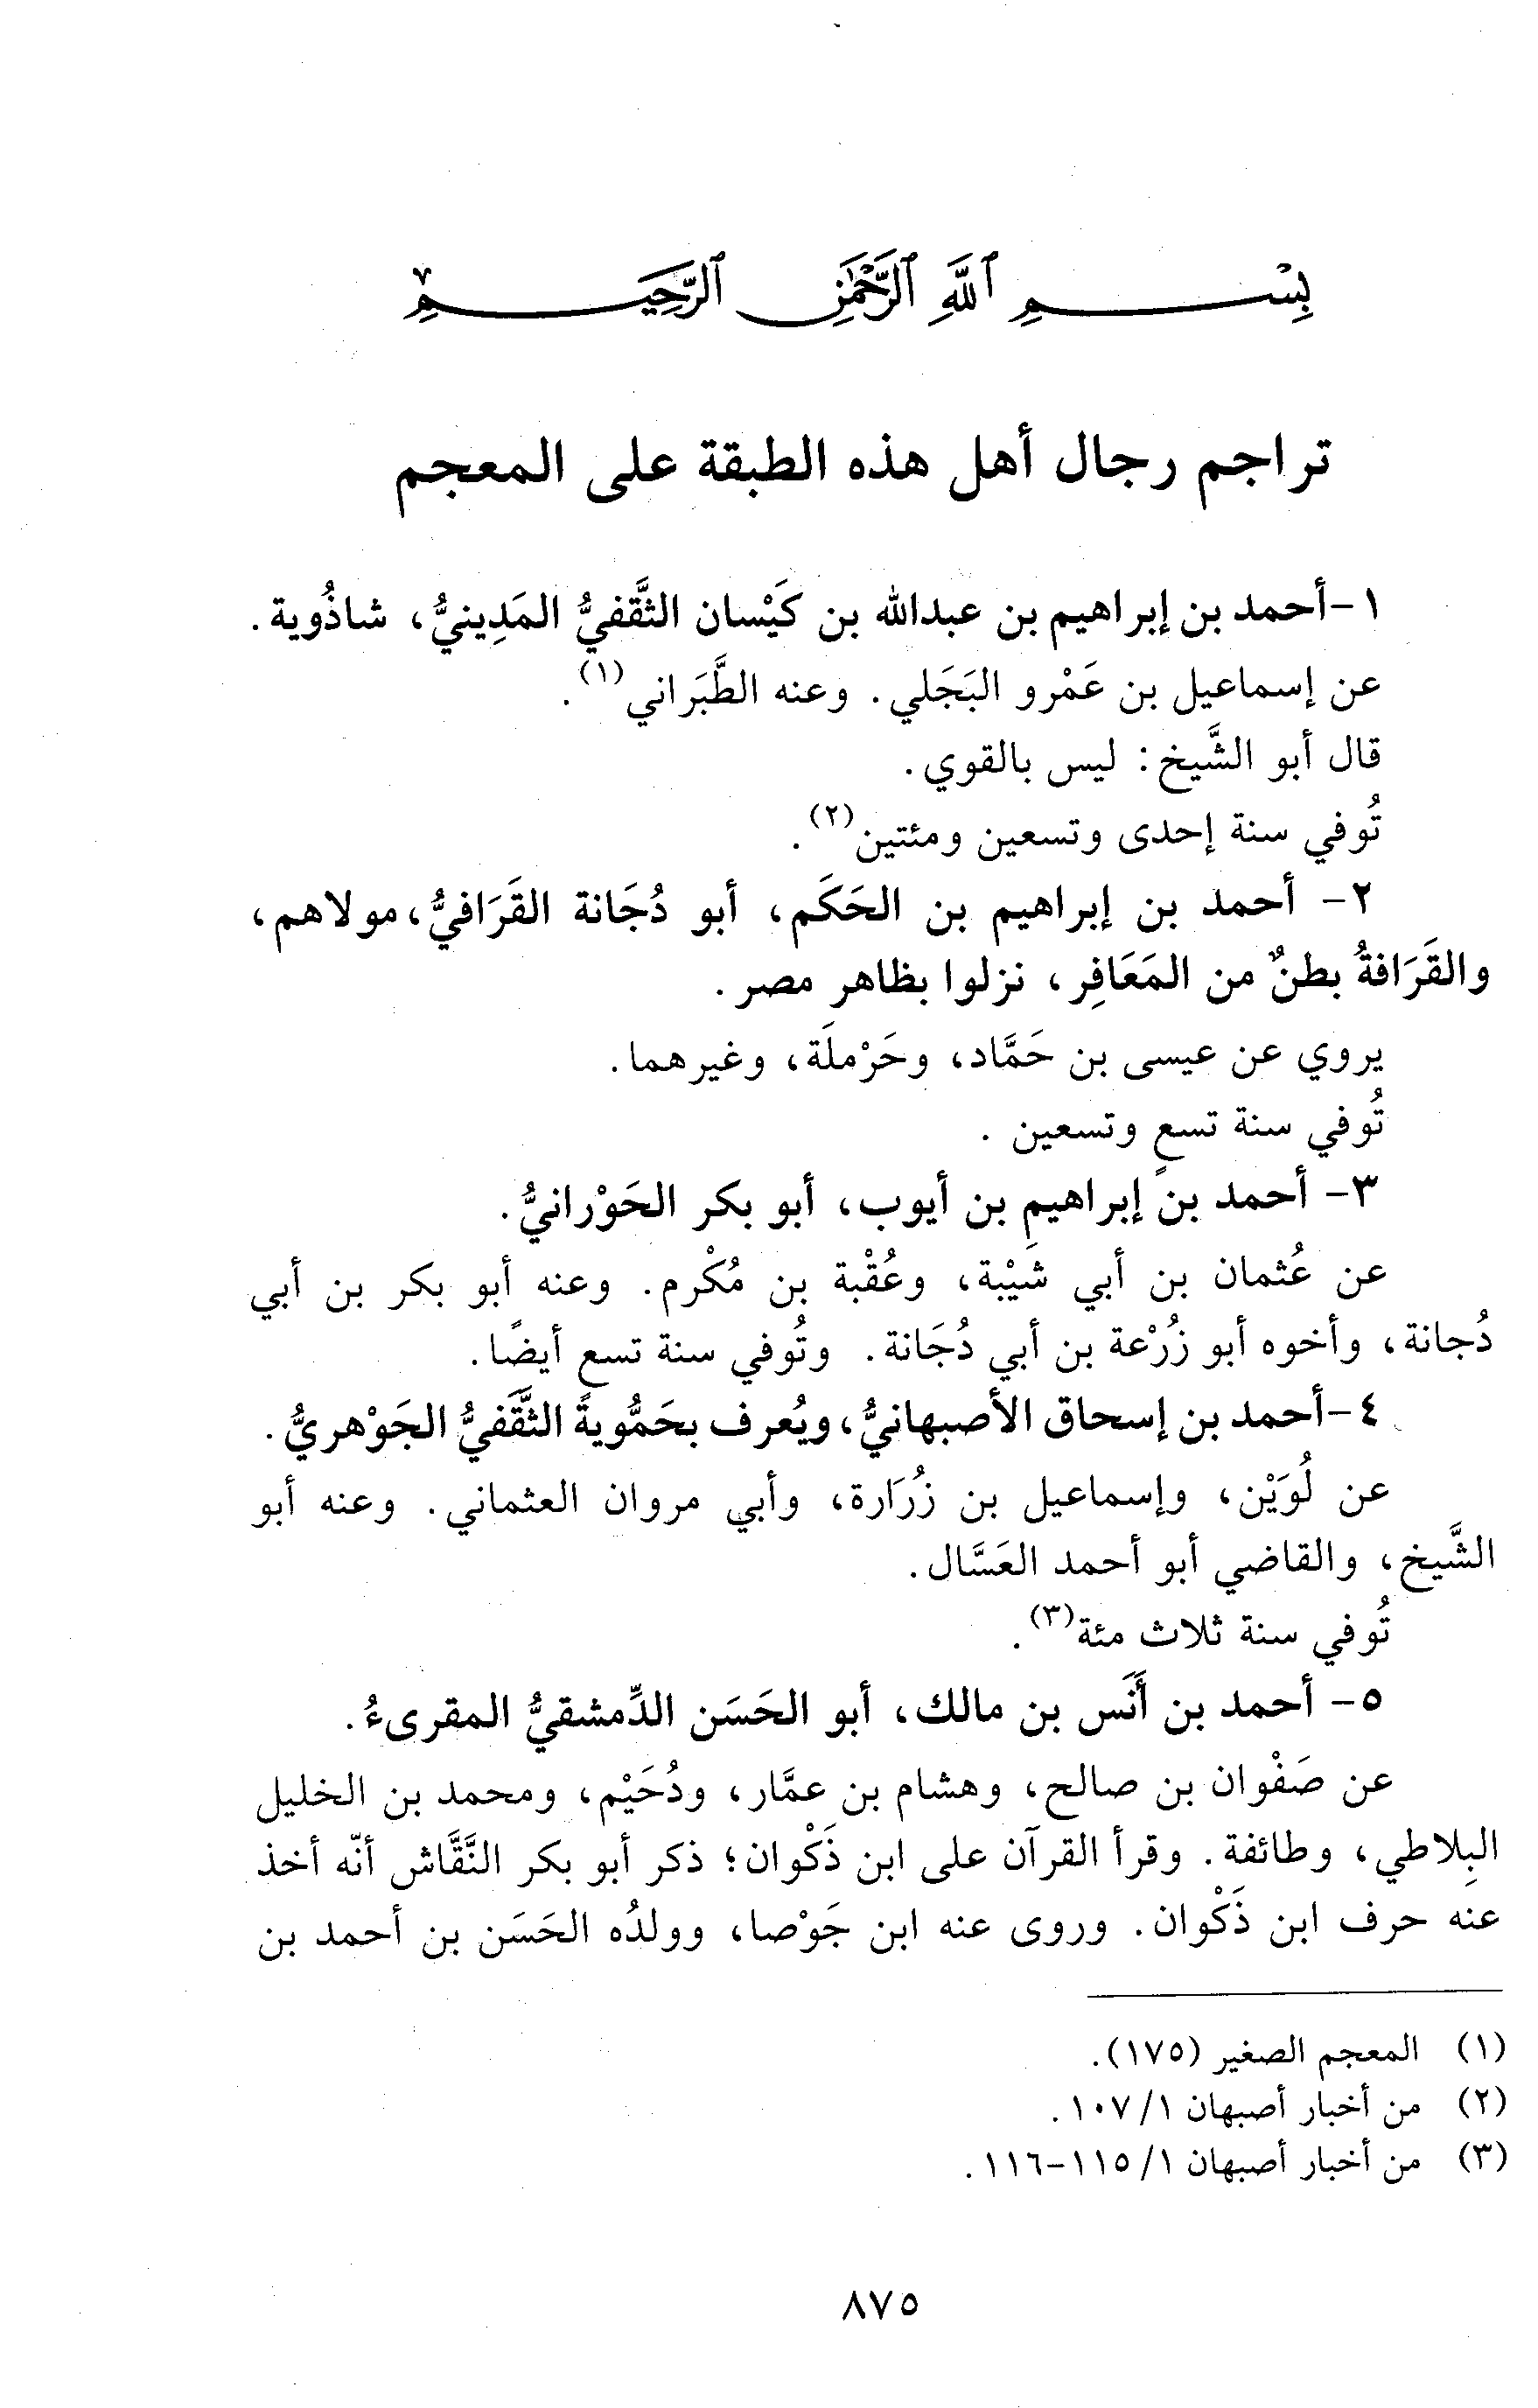 بِسْمِ ٱللَّهِ ٱلرَّحْمَٰنِ ٱلرَّحِيمِ
تراجم رجال أهل هذه الطبقة على المعجم
١-أحمد بن إبراهيم بن عبدالله بن كَيْسان الثَّقفيُّ المَدِينيُّ، شاذُوية.
عن إسماعيل بن عَمْرو البَجَلي. وعنه الطَّبَراني(١).
قال أبو الشَّيخ: ليس بالقوي.
تُوفي سنة إحدى وتسعين ومئتين(٢).
٢- أحمد بن إبراهيم بن الحَكَم، أبو دُجَانة القَرَافيُّ، مولاهم،
والقَرَافةُ بطنٌ من المَعَافِر، نزلوا بظاهر مصر.
يروي عن عيسى بن حَمَّاد، وحَرْملَة، وغيرهما.
تُوفي سنة تسعٍ وتسعين.
٣- أحمد بن إبراهيم بن أيوب، أبو بكر الحَوْرانيُّ.
عن عُثمان بن أبي شَيْبة، وعُقْبة بن مُكْرم. وعنه أبو بكر بن أبي
دُجانة، وأخوه أبو زُرْعة بن أبي دُجَانة. وتُوفي سنة تسع أيضًا.
٤-أحمد بن إسحاق الأصبهانيُّ، ويُعرف بحَمُّويةً الثَّقَفيُّ الجَوْهريُّ.
عن لُوَيْن، وإسماعيل بن زُرَارة، وأبي مروان العثماني. وعنه أبو
الشَّيخ، والقاضي أبو أحمد العَسَّال.
تُوفي سنة ثلاث مئة(٣).
٥- أحمد بن أَنَس بن مالك، أبو الحَسَن الدِّمشقيُّ المقرىءُ.
عن صَفْوان بن صالح، وهشام بن عمَّار، ودُحَيْم، ومحمد بن الخليل
البِلاطي، وطائفة. وقرأ القرآن على ابن ذَكْوان؛ ذكر أبو بكر النَّقَّاش أنّه أخذ
عنه حرف ابن ذَكْوان. وروى عنه ابن جَوْصا، وولدُه الحَسَن بن أحمد بن
(١) المعجم الصغير (١٧٥).
(٢) من أخبار أصبهان ١/ ١٠٧.
(٣) من أخبار أصبهان ١/ ١١٥-١١٦.
٨٧٥